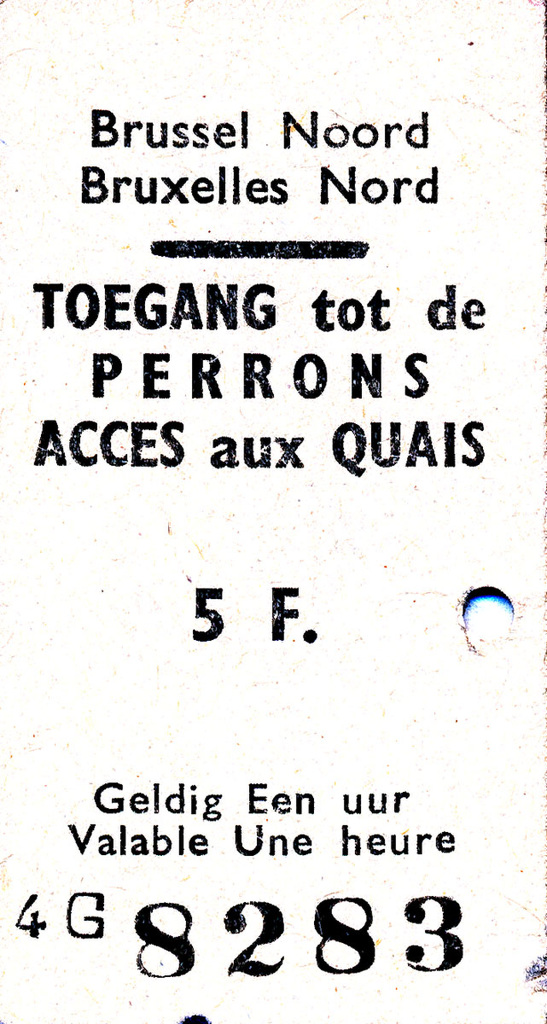 Brussel Noord
Bruxelles Nord
TOEGANG tot de
PERRONS
ACCES aux QUAIS
5 F.
Geldig Een uur
Valable Une heure
4G 8283